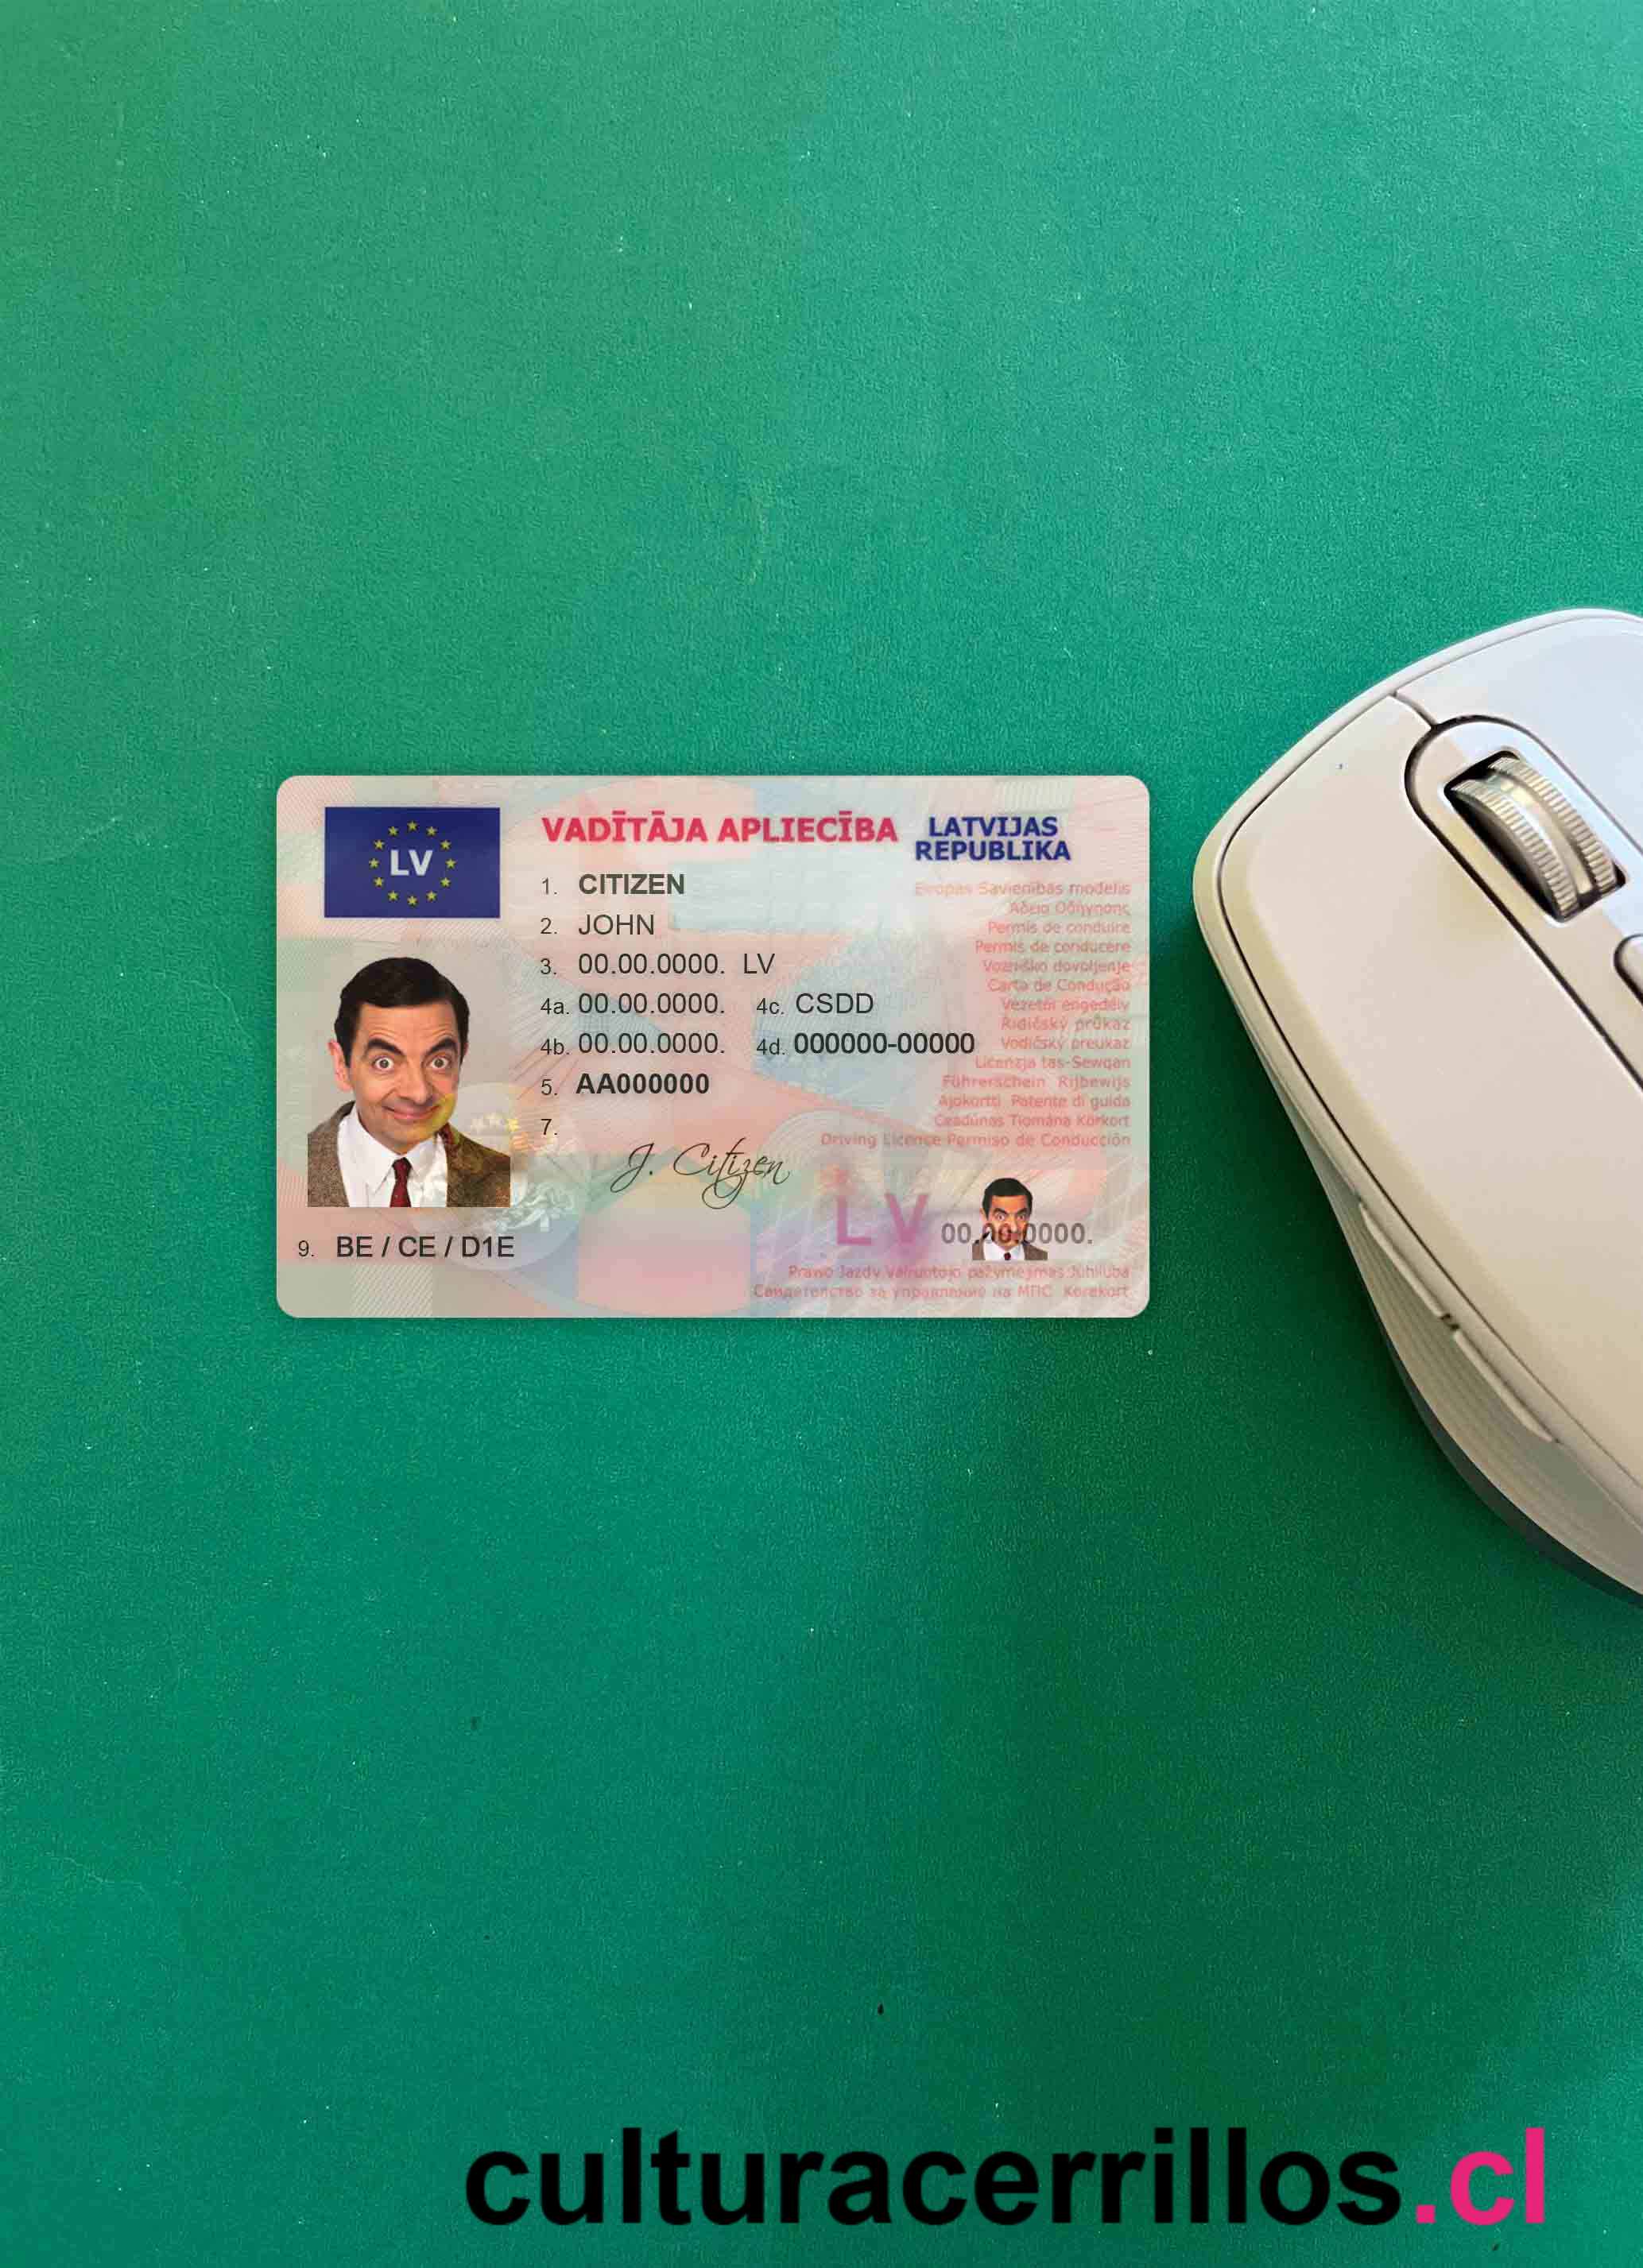 LV
VADĪTĀJA APLIECĪBA LATVIJAS REPUBLIKA
1. CITIZEN
2. JOHN
3. 00.00.0000. LV
4a. 00.00.0000. 4c. CSDD
4b. 00.00.0000. 4d. 000000-00000
5. AA000000
7.
J. Citizen
9. BE / CE / D1E
Eiropas Savienības modelis
Άδεια Οδήγησης
Permis de conduire
Permis de conducere
Vozniško dovoljenje
Carta de Condução
Vezetői engedély
Řidičský průkaz
Vodičský preukaz
Liċenzja tas-Sewqan
Führerschein Rijbewijs
Ajokortti Patente di guida
Ceadúnas Tiomána Körkort
Driving Licence Permiso de Conducción
LV 00.00.0000.
Prawo Jazdy Vairuotojo pažymėjimas Juhiluba
Свидетелство за управление на МПС Kørekort
culturacerrillos.cl